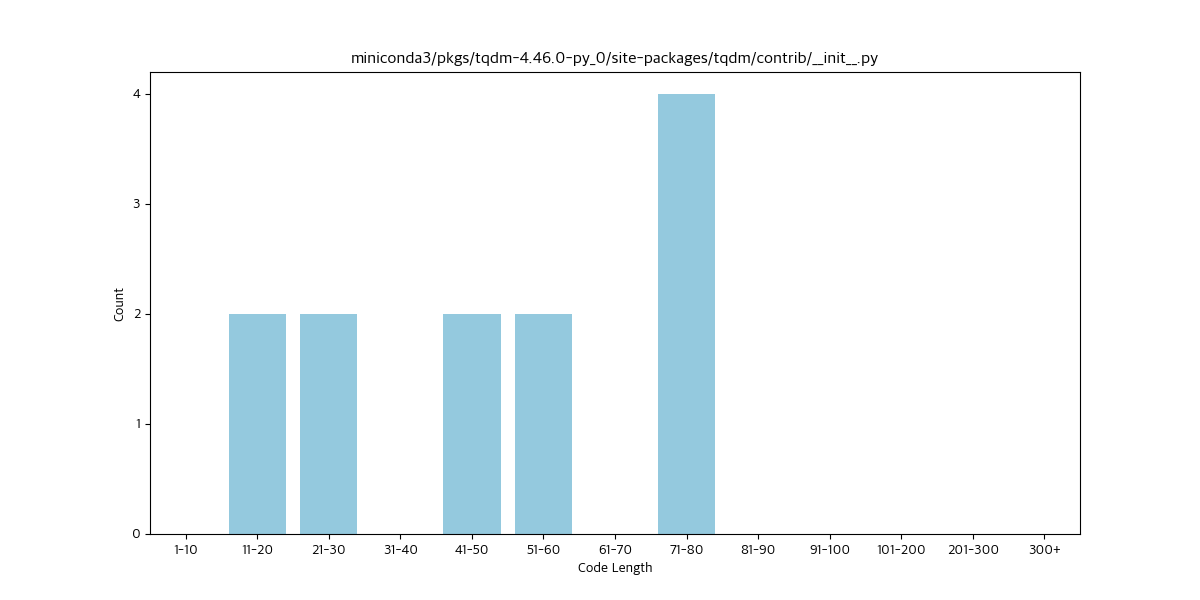 miniconda3/pkgs/tqdm-4.46.0-py_0/site-packages/tqdm/contrib/__init__.py
4
3
2
1
0
Count
1-10 11-20 21-30 31-40 41-50 51-60 61-70 71-80 81-90 91-100 101-200 201-300 300+
Code Length